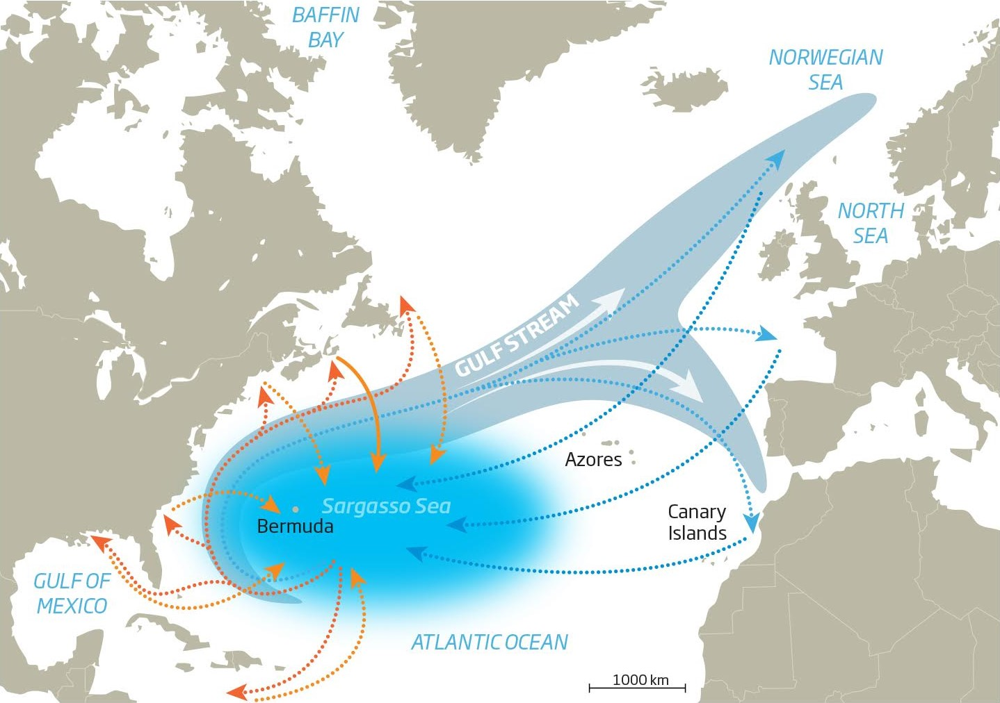 BAFFIN
BAY
NORWEGIAN
SEA
NORTH
SEA
GULF STREAM
Azores
Sargasso Sea
Bermuda
Canary
Islands
GULF OF
MEXICO
ATLANTIC OCEAN
1000 km